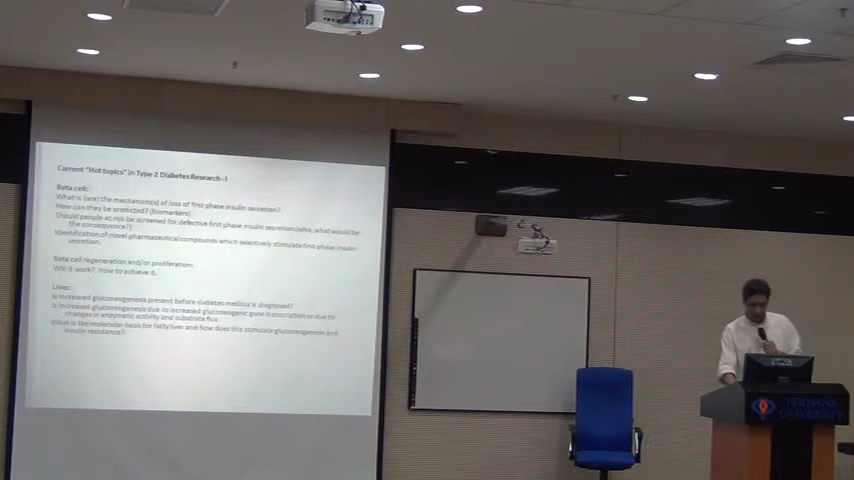 Current "Hot topics" in Type 2 Diabetes Research-I
Beta cell:
What is (are) the mechanism(s) of loss of first phase insulin secretion?
How can they be predicted? (biomarkers)
Should people at risk be screened for defective first phase insulin secretion (who, what would be
the consequence?)
Identification of novel pharmaceutical compounds which selectively stimulate first phase insulin
secretion.
Beta cell regeneration and/or proliferation:
Will it work?. How to achieve it.
Liver:
Is increased gluconeogenesis present before diabetes mellitus is diagnosed?
Is increased gluconeogenesis due to increased gluconeogenic gene transcription or due to
changes in enzymatic activity and substrate flux
What is the molecular basis for fatty liver and how does this stimulate gluconeogenesis and
insulin resistance?
PERDANA
UNIVERSITY